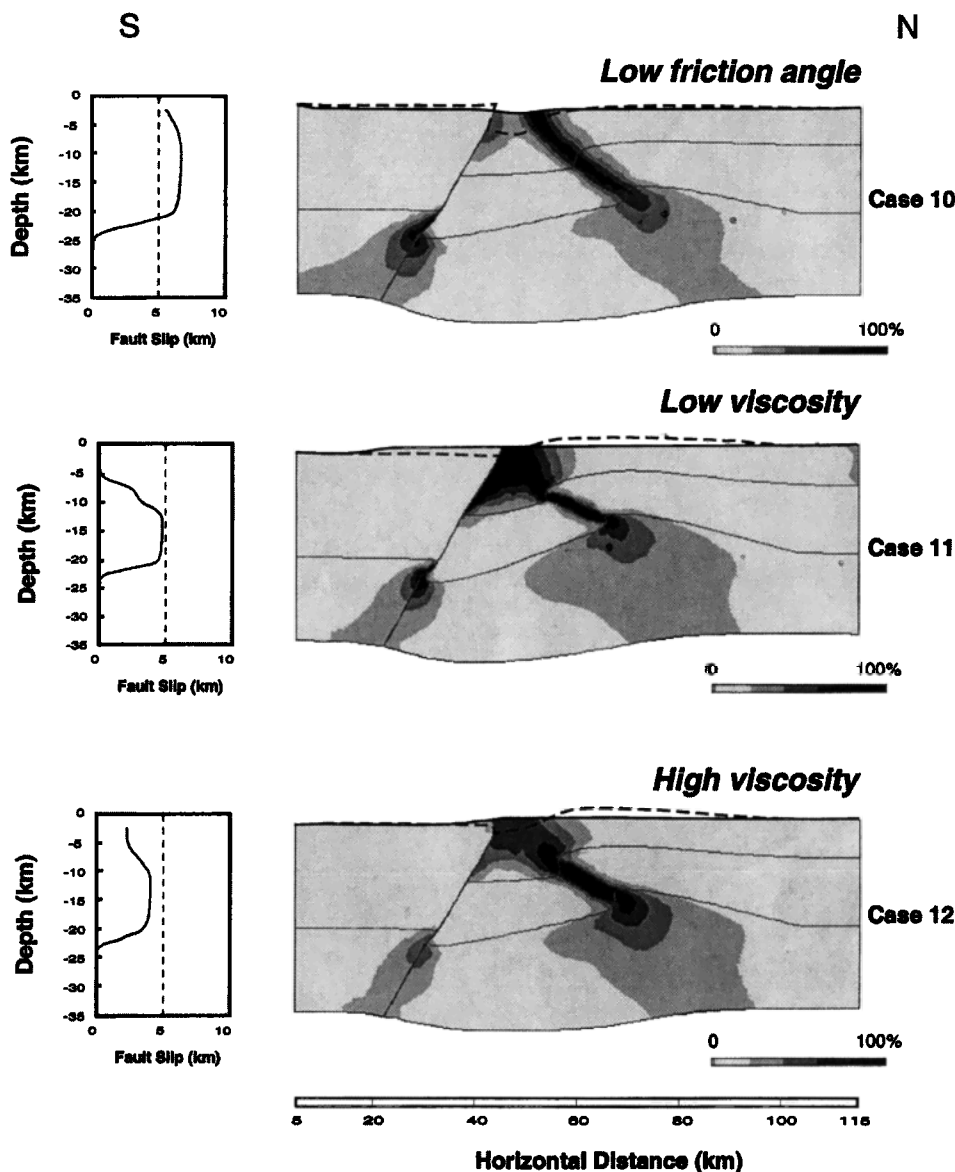 S
N
Low friction angle
0
-5
-10
-15
-20
-25
-30
-35
Depth (km)
0 5 10
Fault Slip (km)
Case 10
0 100%
Low viscosity
0
-5
-10
-15
-20
-25
-30
-35
Depth (km)
0 5 10
Fault Slip (km)
Case 11
0 100%
High viscosity
0
-5
-10
-15
-20
-25
-30
-35
Depth (km)
0 5 10
Fault Slip (km)
Case 12
0 100%
5 20 40 60 80 100 115
Horizontal Distance (km)